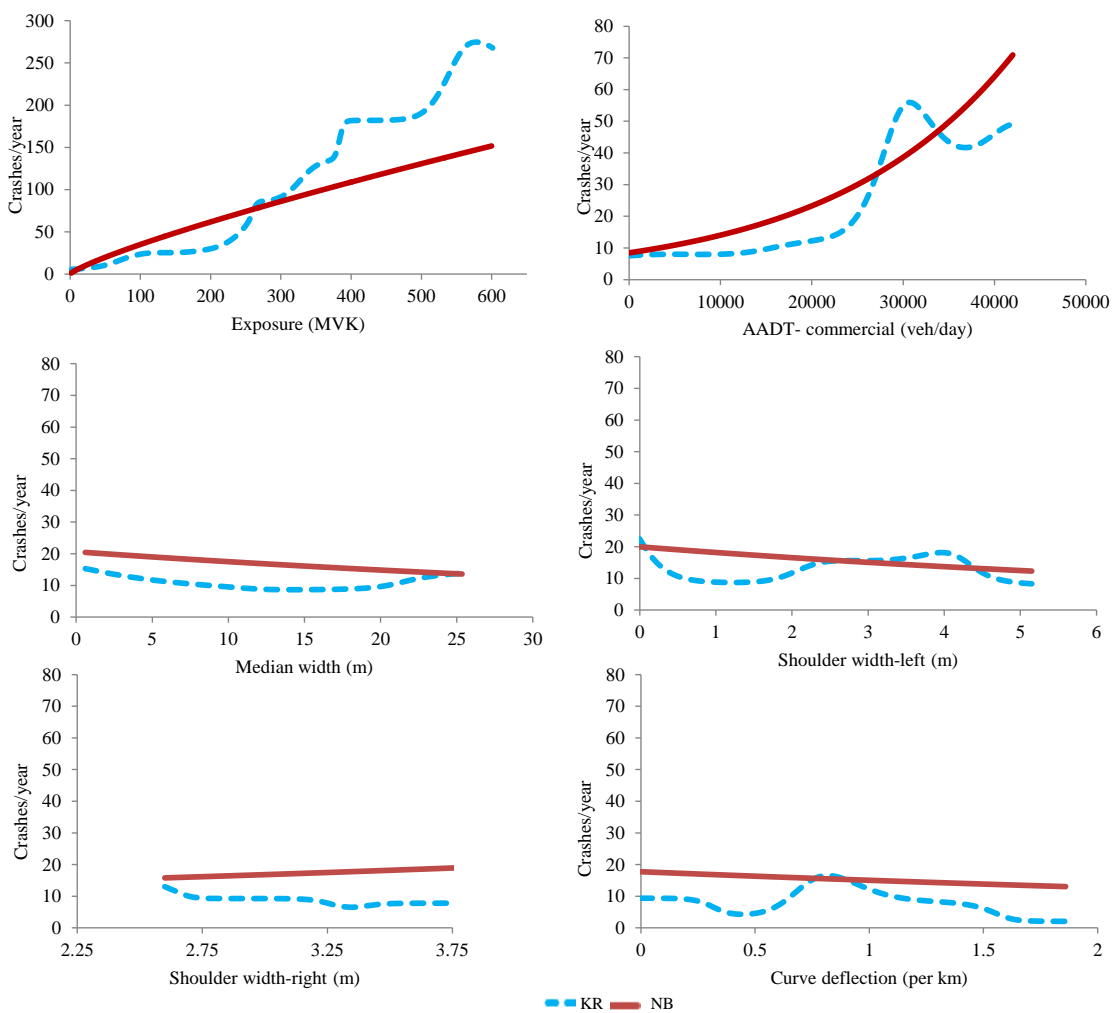 300
250
200
150
100
50
0
Crashes/year
0 100 200 300 400 500 600
Exposure (MVK)
80
70
60
50
40
30
20
10
0
Crashes/year
0 10000 20000 30000 40000 50000
AADT- commercial (veh/day)
80
70
60
50
40
30
20
10
0
Crashes/year
0 5 10 15 20 25 30
Median width (m)
80
70
60
50
40
30
20
10
0
Crashes/year
0 1 2 3 4 5 6
Shoulder width-left (m)
80
70
60
50
40
30
20
10
0
Crashes/year
2.25 2.75 3.25 3.75
Shoulder width-right (m)
80
70
60
50
40
30
20
10
0
Crashes/year
0 0.5 1 1.5 2
Curve deflection (per km)
KR NB